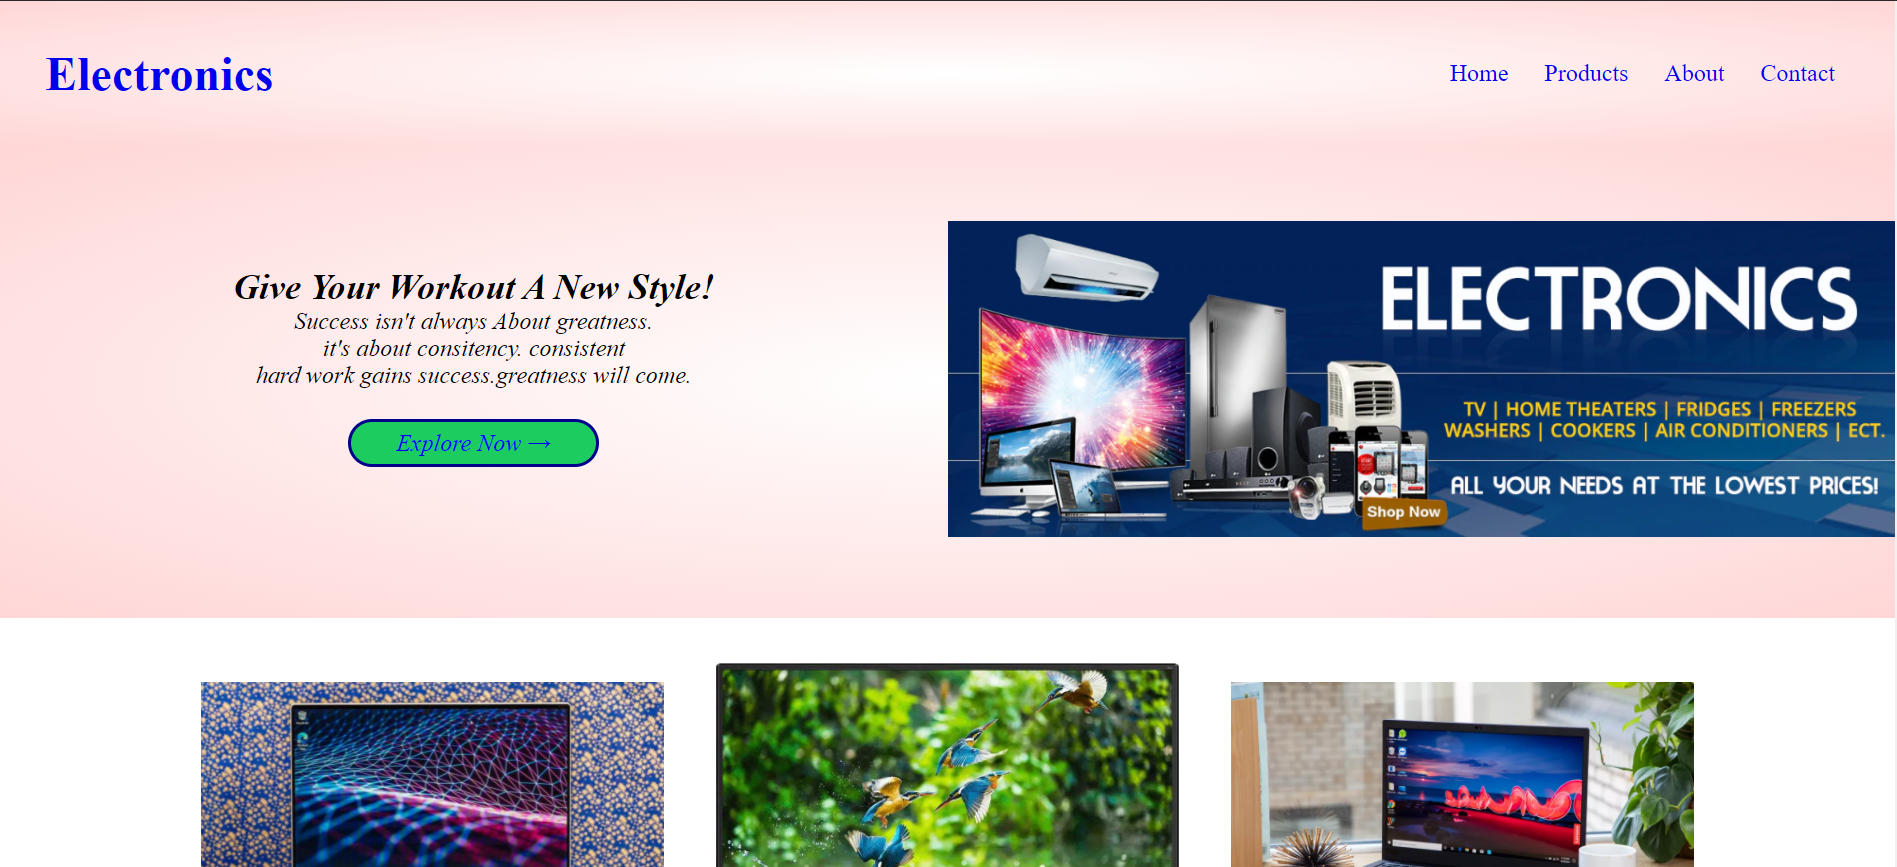 Electronics
Home Products About Contact
Give Your Workout A New Style!
Success isn't always About greatness.
it's about consitency. consistent
hard work gains success.greatness will come.
Explore Now →
ELECTRONICS
TV | HOME THEATERS | FRIDGES | FREEZERS
WASHERS | COOKERS | AIR CONDITIONERS | ECT.
ALL YOUR NEEDS AT THE LOWEST PRICES!
Shop Now